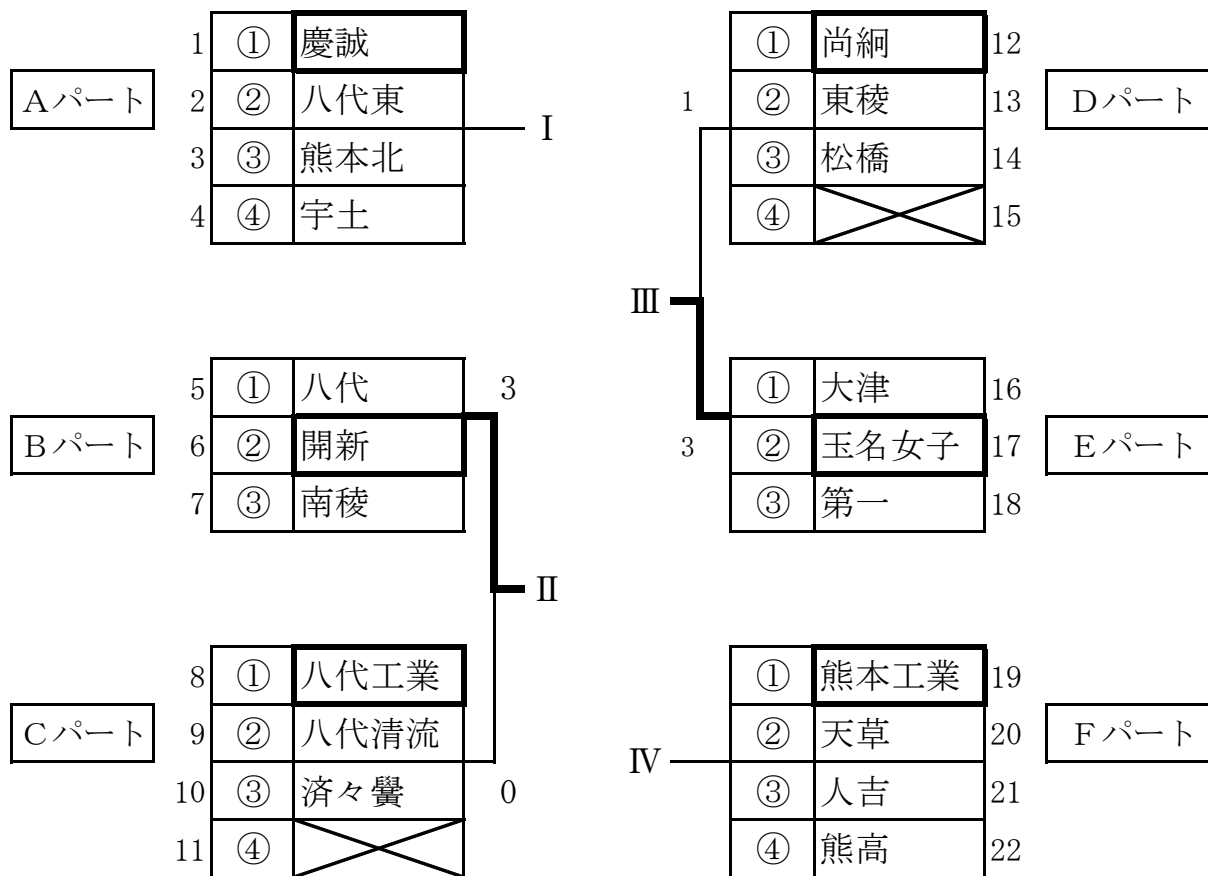 1 ① 慶誠
Aパート 2 ② 八代東
3 ③ 熊本北
4 ④ 宇土
Ⅰ
① 尚絅 12
1 ② 東稜 13 Dパート
③ 松橋 14
④ 15
Ⅲ
5 ① 八代 3
Bパート 6 ② 開新
7 ③ 南稜
Ⅱ
① 大津 16
3 ② 玉名女子 17 Eパート
③ 第一 18
8 ① 八代工業
Cパート 9 ② 八代清流
10 ③ 済々黌 0
11 ④
① 熊本工業 19
Ⅳ ② 天草 20 Fパート
③ 人吉 21
④ 熊高 22